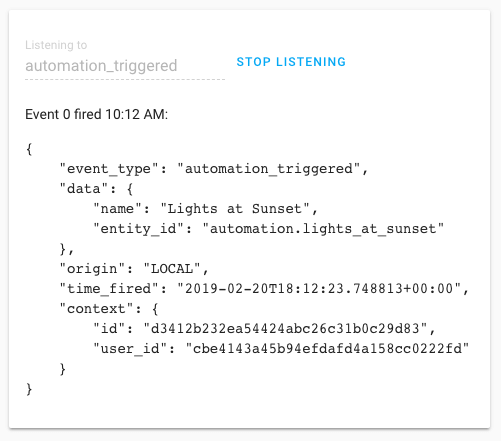 Listening to
automation_triggered
STOP LISTENING
Event 0 fired 10:12 AM:
{
    "event_type": "automation_triggered",
    "data": {
        "name": "Lights at Sunset",
        "entity_id": "automation.lights_at_sunset"
    },
    "origin": "LOCAL",
    "time_fired": "2019-02-20T18:12:23.748813+00:00",
    "context": {
        "id": "d3412b232ea54424abc26c31b0c29d83",
        "user_id": "cbe4143a45b94efdafd4a158cc0222fd"
    }
}